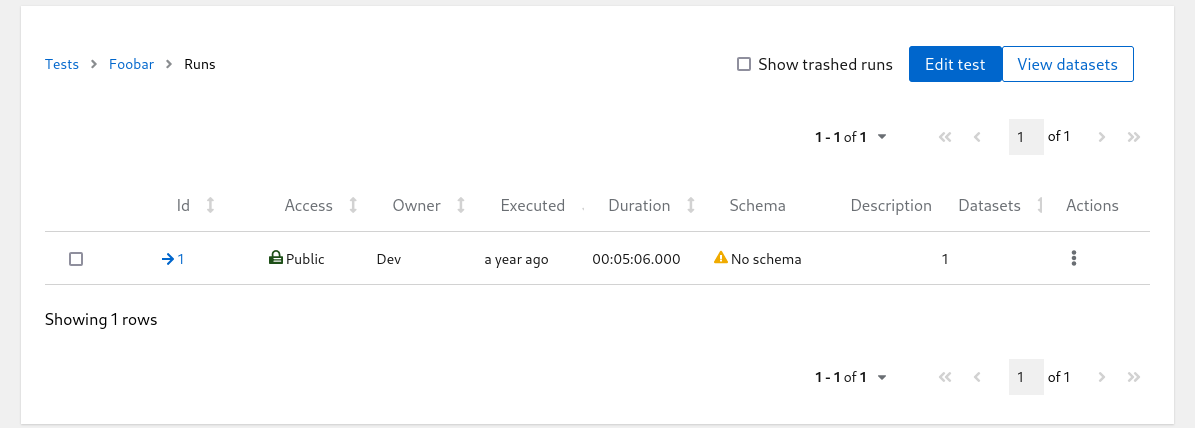 Tests Foobar Runs Show trashed runs Edit test View datasets
1 - 1 of 1 1 of 1
Id Access Owner Executed Duration Schema Description Datasets Actions
1 Public Dev a year ago 00:05:06.000 No schema 1
Showing 1 rows
1 - 1 of 1 1 of 1